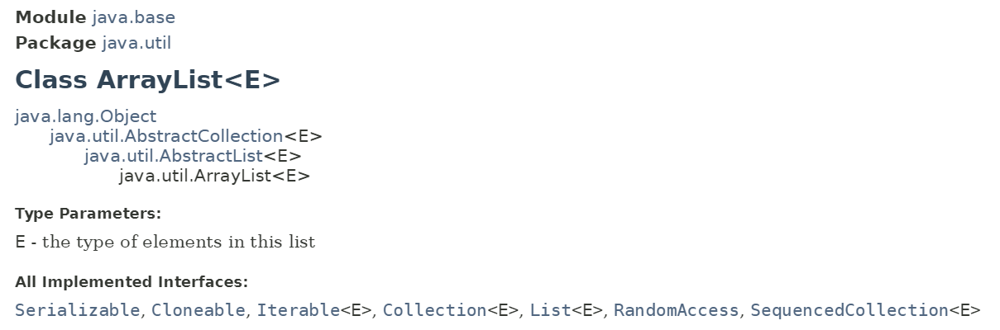 Module java.base
Package java.util
Class ArrayList<E>
java.lang.Object
java.util.AbstractCollection<E>
java.util.AbstractList<E>
java.util.ArrayList<E>
Type Parameters:
E - the type of elements in this list
All Implemented Interfaces:
Serializable, Cloneable, Iterable<E>, Collection<E>, List<E>, RandomAccess, SequencedCollection<E>